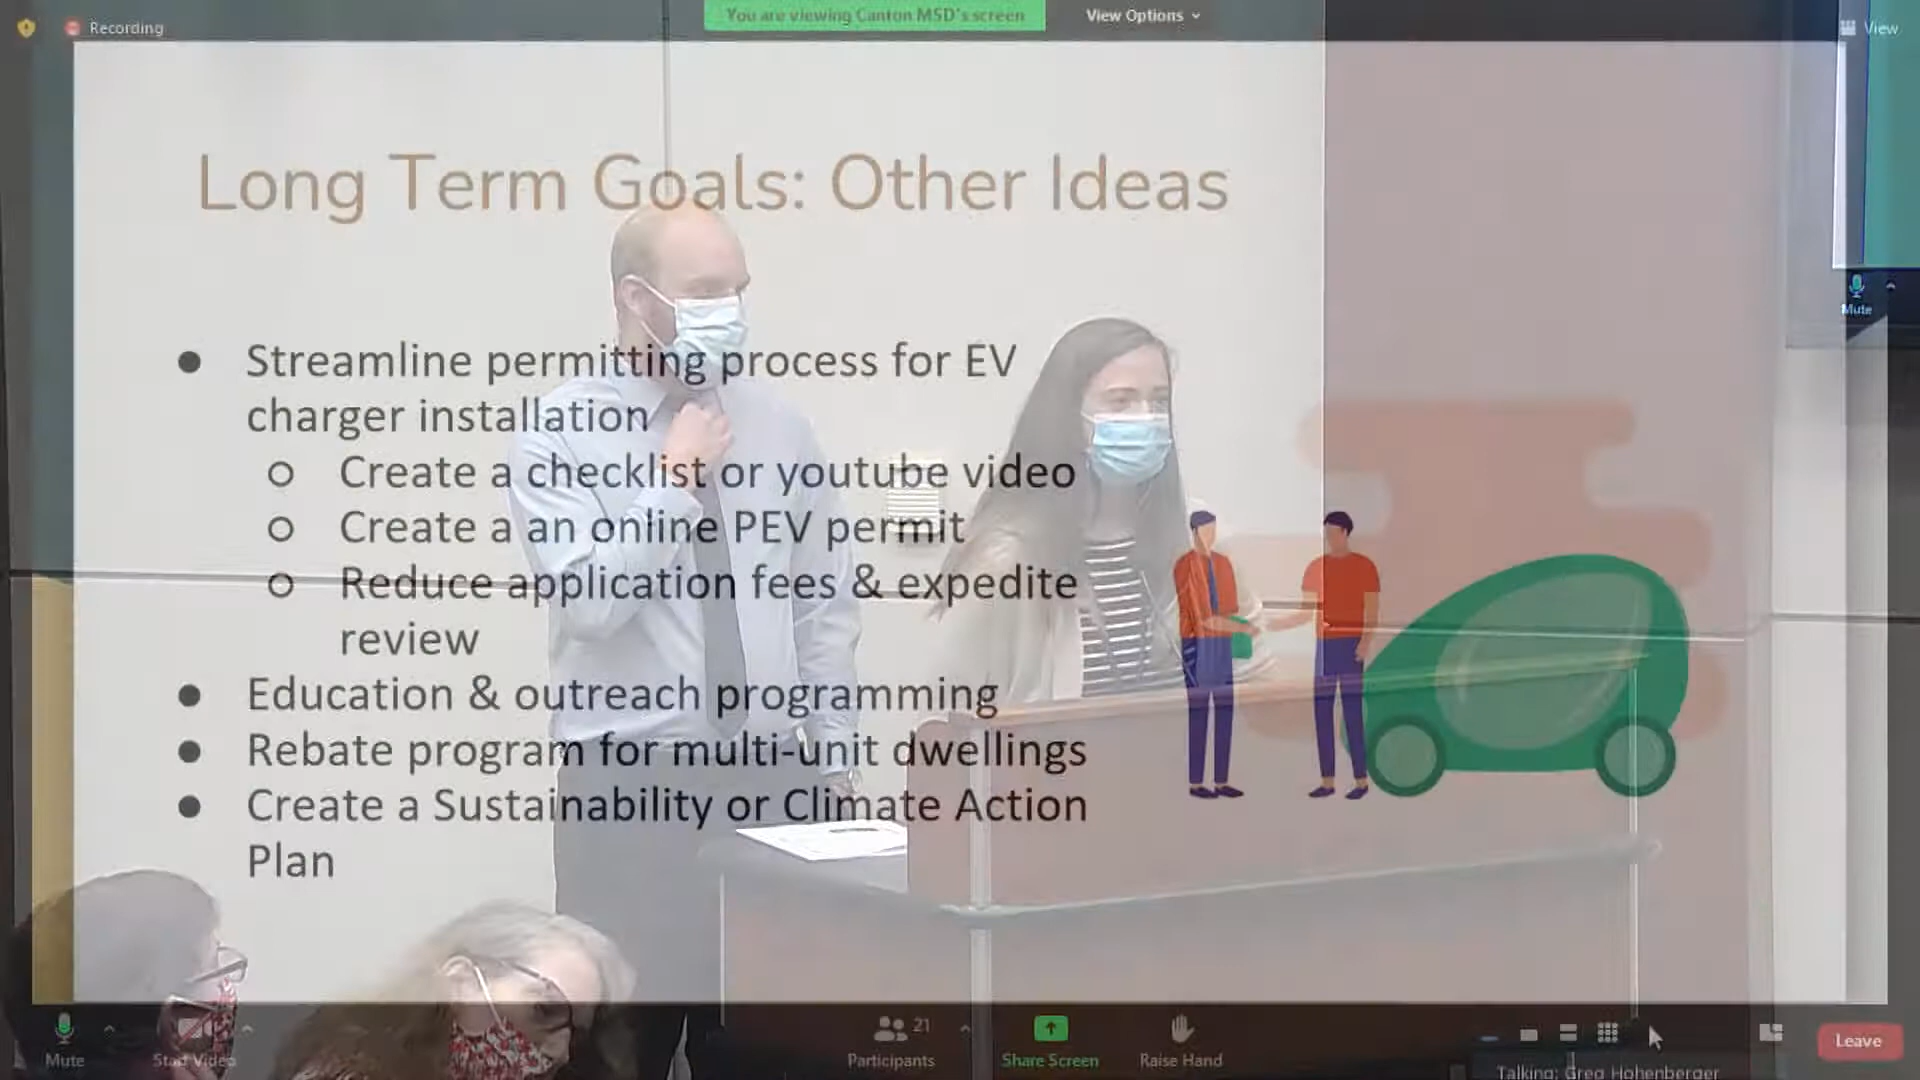 Recording
You are viewing Canton MSD's screen
View Options
View
Long Term Goals: Other Ideas
Mute
Streamline permitting process for EV
charger installation
Create a checklist or youtube video
Create a an online PEV permit
Reduce application fees & expedite
review
Education & outreach programming
Rebate program for multi-unit dwellings
Create a Sustainability or Climate Action
Plan
Mute
Start Video
21
Participants
Share Screen
Raise Hand
Leave
Talking: Greg Hohenberger